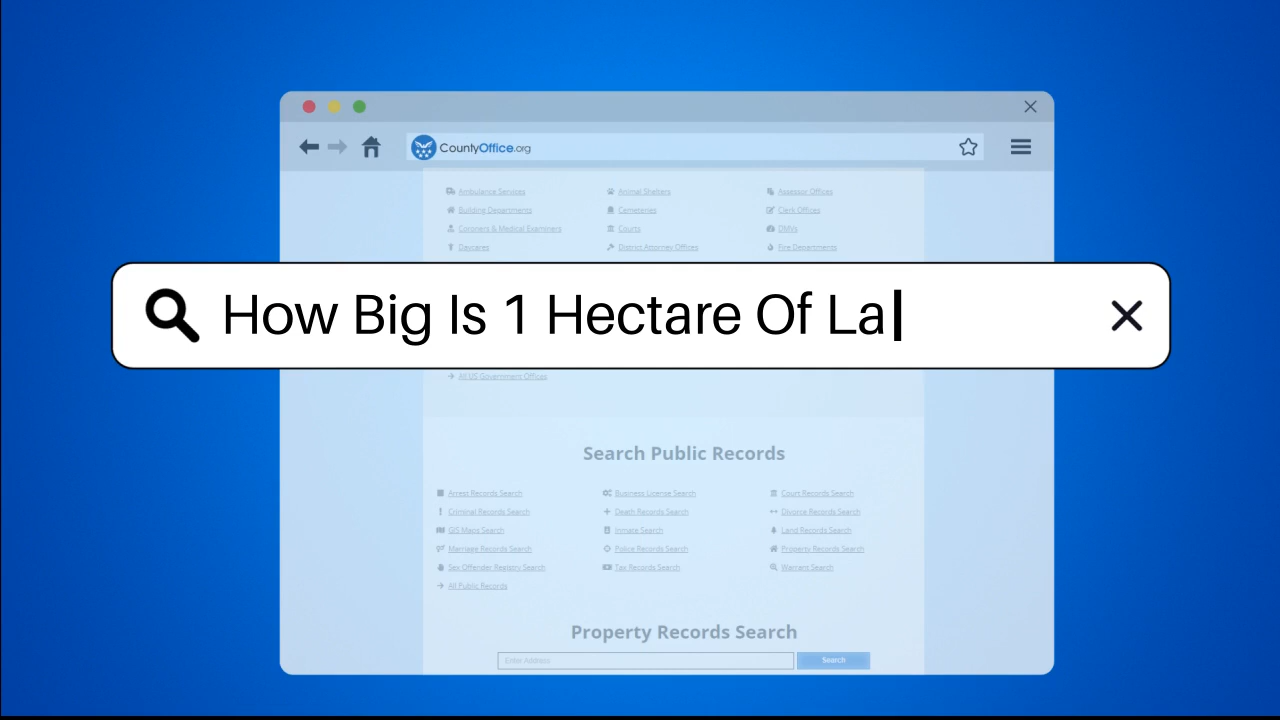 CountyOffice.org
Ambulance Services Animal Shelters Assessor Offices
Building Departments Cemeteries Clerk Offices
Coroners & Medical Examiners Courts DMVs
Daycares District Attorney Offices Fire Departments
How Big Is 1 Hectare Of La
All US Government Offices
Search Public Records
Arrest Records Search Business License Search Court Records Search
Criminal Records Search Death Records Search Divorce Records Search
GIS Maps Search Inmate Search Land Records Search
Marriage Records Search Police Records Search Property Records Search
Sex Offender Registry Search Tax Records Search Warrant Search
All Public Records
Property Records Search
Enter Address Search